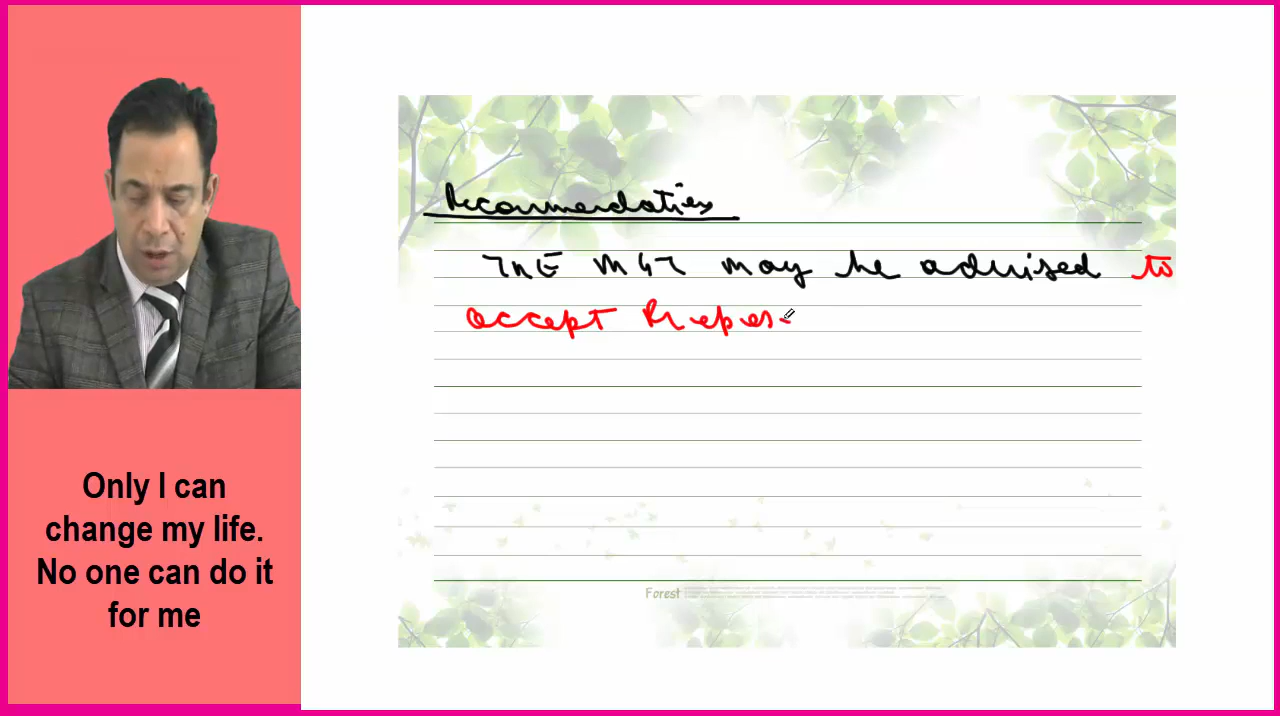 Recommendations
THE MGT may be advised to
accept Propos
Only I can
change my life.
No one can do it
for me
Forest